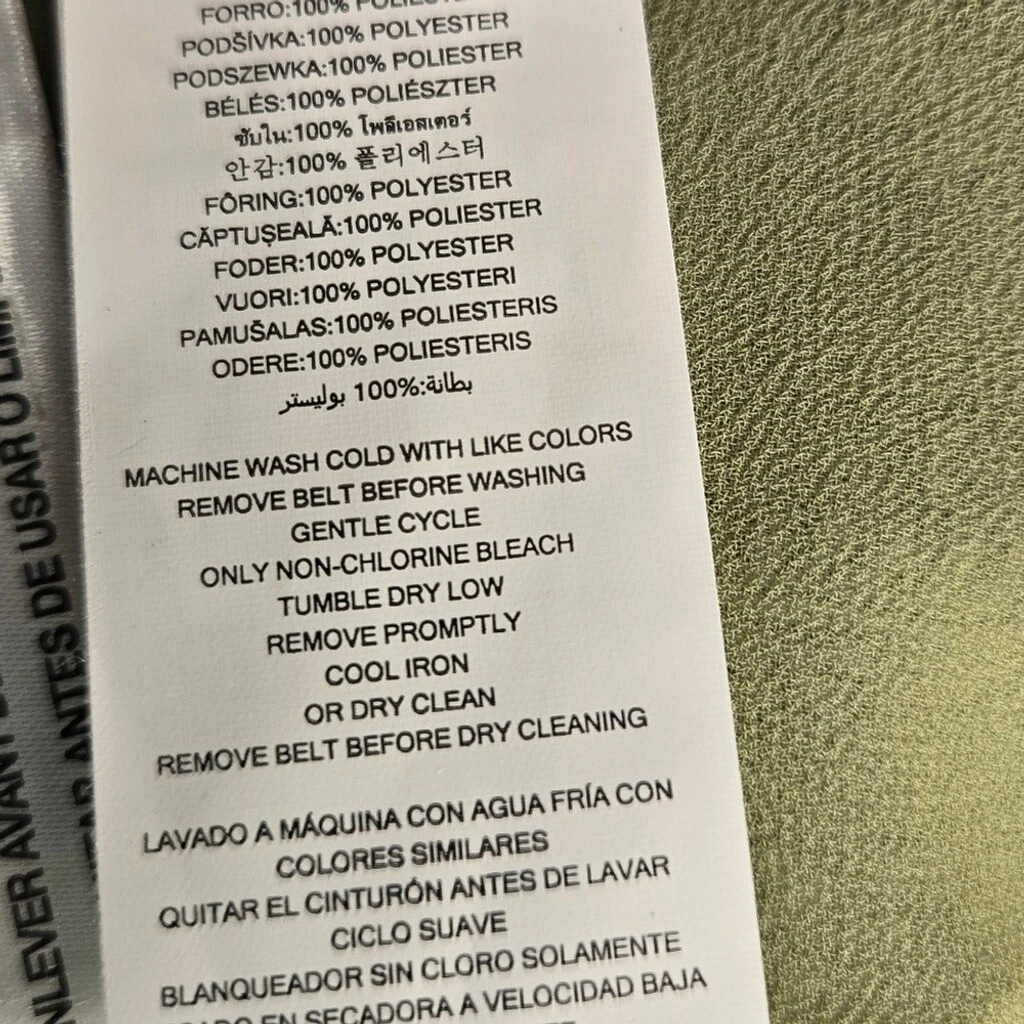 FORRO:100% POLIESTER
PODŠÍVKA:100% POLYESTER
PODSZEWKA:100% POLIESTER
BÉLÉS:100% POLIÉSZTER
ซับใน:100% โพลีเอสเตอร์
안감:100% 폴리에스터
FÔRING:100% POLYESTER
CĂPTUȘEALĂ:100% POLIESTER
FODER:100% POLYESTER
VUORI:100% POLYESTERI
PAMUŠALAS:100% POLIESTERIS
ODERE:100% POLIESTERIS
بطانة:100% بوليستر
MACHINE WASH COLD WITH LIKE COLORS
REMOVE BELT BEFORE WASHING
GENTLE CYCLE
ONLY NON-CHLORINE BLEACH
TUMBLE DRY LOW
REMOVE PROMPTLY
COOL IRON
OR DRY CLEAN
REMOVE BELT BEFORE DRY CLEANING
LAVADO A MÁQUINA CON AGUA FRÍA CON
COLORES SIMILARES
QUITAR EL CINTURÓN ANTES DE LAVAR
CICLO SUAVE
BLANQUEADOR SIN CLORO SOLAMENTE
EN SECADORA A VELOCIDAD BAJA
ANTES DE USAR O
AVANT